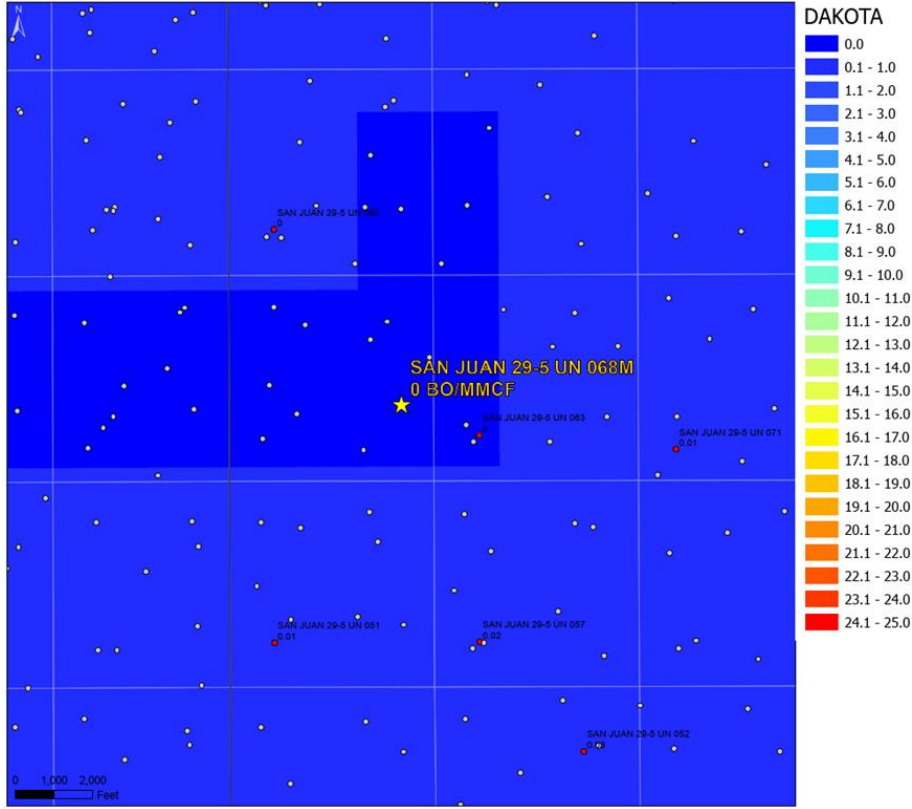 N
DAKOTA
0.0
0.1 - 1.0
1.1 - 2.0
2.1 - 3.0
3.1 - 4.0
4.1 - 5.0
5.1 - 6.0
6.1 - 7.0
7.1 - 8.0
8.1 - 9.0
9.1 - 10.0
10.1 - 11.0
11.1 - 12.0
12.1 - 13.0
13.1 - 14.0
14.1 - 15.0
15.1 - 16.0
16.1 - 17.0
17.1 - 18.0
18.1 - 19.0
19.1 - 20.0
20.1 - 21.0
21.1 - 22.0
22.1 - 23.0
23.1 - 24.0
24.1 - 25.0
SAN JUAN 29-5 UN
0
SAN JUAN 29-5 UN 068M
0 BO/MMCF
SAN JUAN 29-5 UN 063
SAN JUAN 29-5 UN 071
0.01
SAN JUAN 29-5 UN 051
0.01
SAN JUAN 29-5 UN 057
0.02
SAN JUAN 29-5 UN 052
0 1,000 2,000
Feet